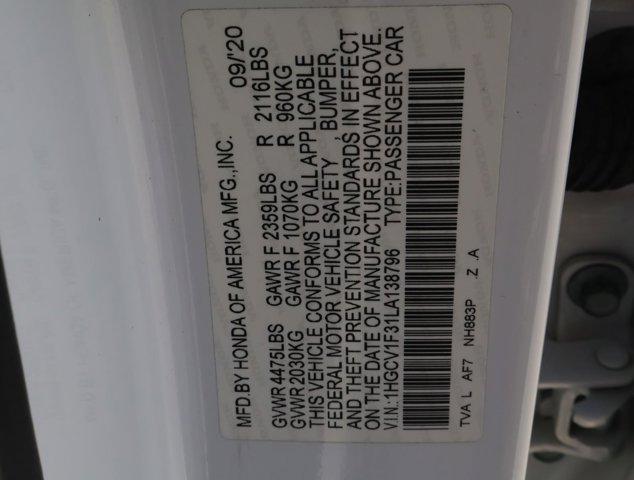 MFD.BY HONDA OF AMERICA MFG.,INC. 09/'20
GVWR 4475LBS GAWR F 2359LBS R 2116LBS
GVWR 2030KG GAWR F 1070KG R 960KG
THIS VEHICLE CONFORMS TO ALL APPLICABLE
FEDERAL MOTOR VEHICLE SAFETY , BUMPER,
AND THEFT PREVENTION STANDARDS IN EFFECT
ON THE DATE OF MANUFACTURE SHOWN ABOVE.
V.I.N.:1HGCV1F31LA138796 TYPE:PASSENGER CAR
TVA L AF7 NH883P Z .A